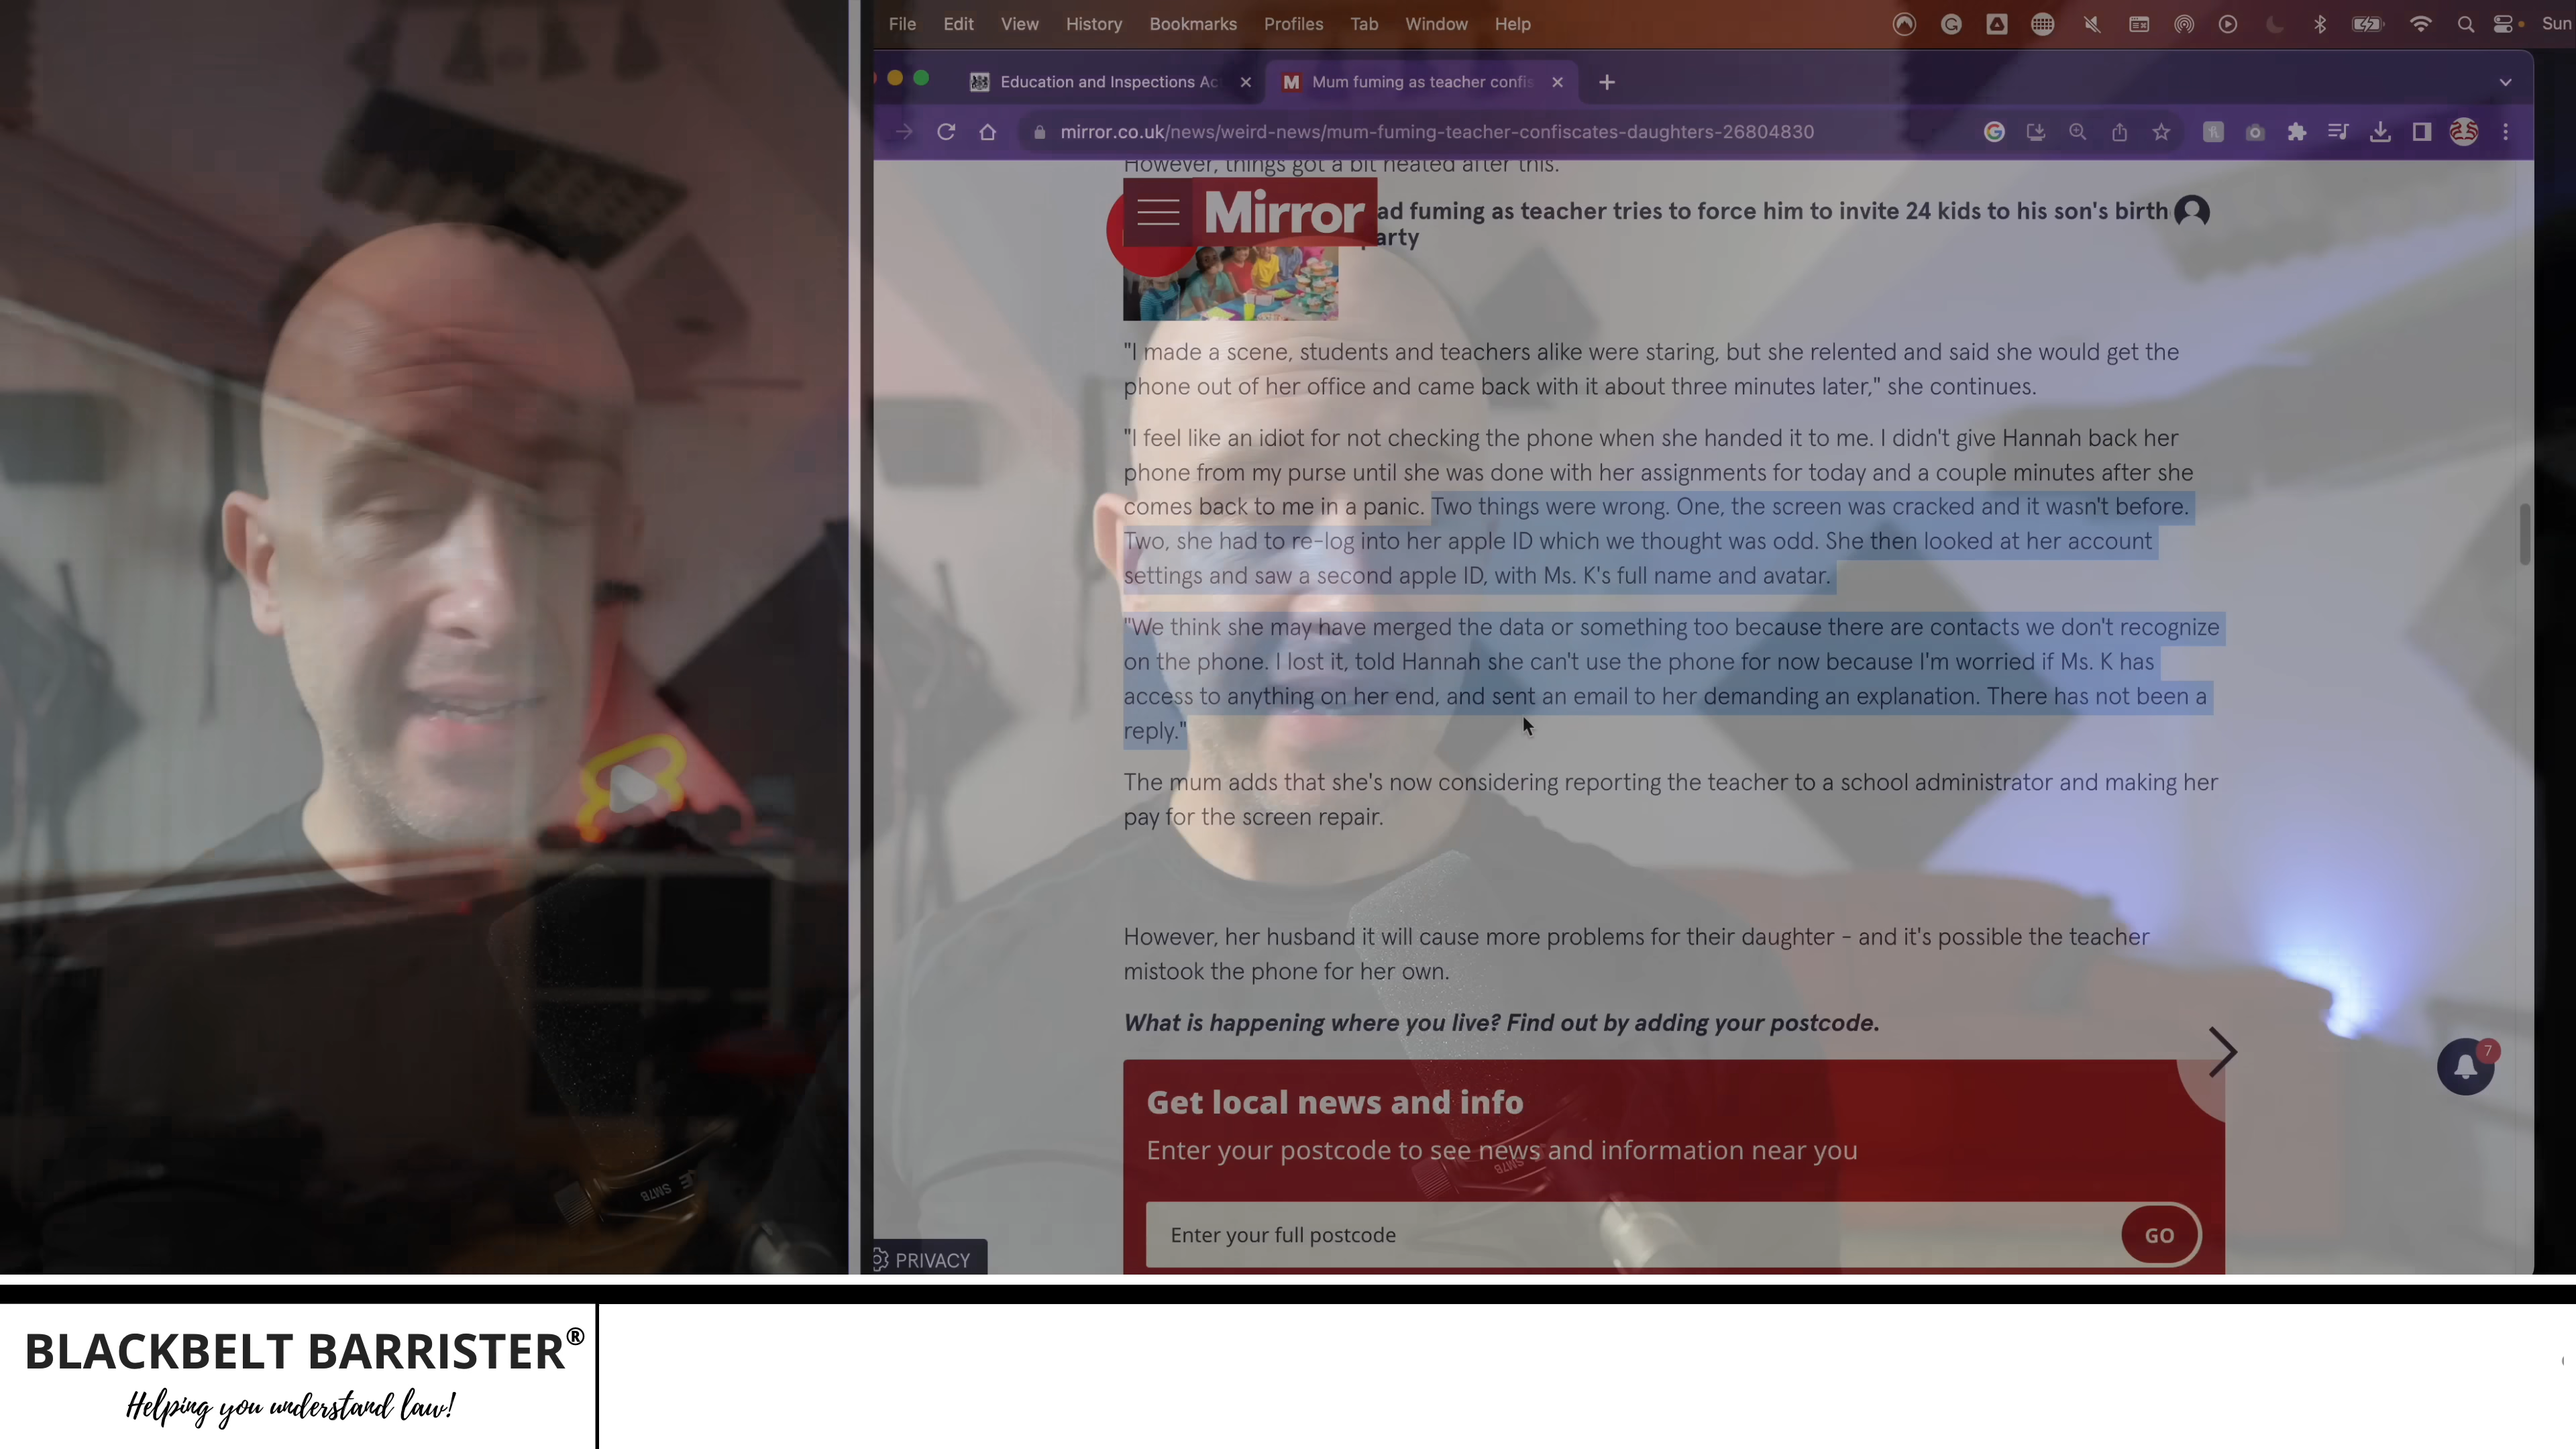 File Edit View History Bookmarks Profiles Tab Window Help
Sun
Education and Inspections Ac
Mum fuming as teacher confis
mirror.co.uk/news/weird-news/mum-fuming-teacher-confiscates-daughters-26804830
However, things got a bit heated after this.
Mirror
ad fuming as teacher tries to force him to invite 24 kids to his son's birth
arty
"I made a scene, students and teachers alike were staring, but she relented and said she would get the
phone out of her office and came back with it about three minutes later," she continues.
"I feel like an idiot for not checking the phone when she handed it to me. I didn't give Hannah back her
phone from my purse until she was done with her assignments for today and a couple minutes after she
comes back to me in a panic. Two things were wrong. One, the screen was cracked and it wasn't before.
Two, she had to re-log into her apple ID which we thought was odd. She then looked at her account
settings and saw a second apple ID, with Ms. K's full name and avatar.
"We think she may have merged the data or something too because there are contacts we don't recognize
on the phone. I lost it, told Hannah she can't use the phone for now because I'm worried if Ms. K has
access to anything on her end, and sent an email to her demanding an explanation. There has not been a
reply."
The mum adds that she's now considering reporting the teacher to a school administrator and making her
pay for the screen repair.
However, her husband it will cause more problems for their daughter - and it's possible the teacher
mistook the phone for her own.
What is happening where you live? Find out by adding your postcode.
7
Get local news and info
Enter your postcode to see news and information near you
SM7B
SM7B
Enter your full postcode
GO
PRIVACY
BLACKBELT BARRISTER®
Helping you understand law!